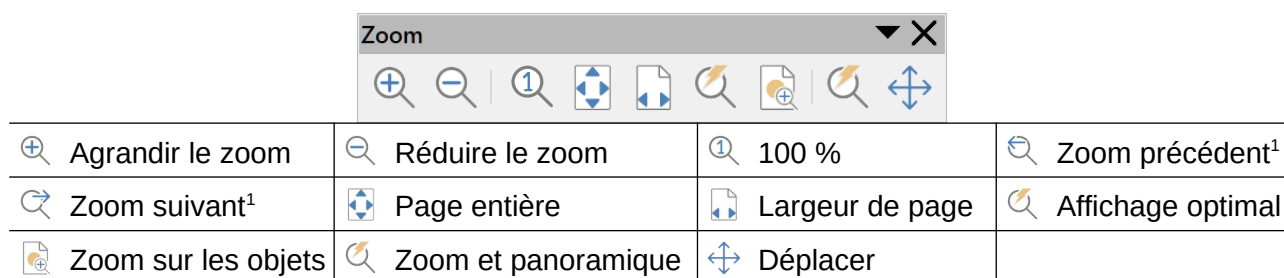 Zoom
Agrandir le zoom Réduire le zoom 100 % Zoom précédent¹
Zoom suivant¹ Page entière Largeur de page Affichage optimal
Zoom sur les objets Zoom et panoramique Déplacer